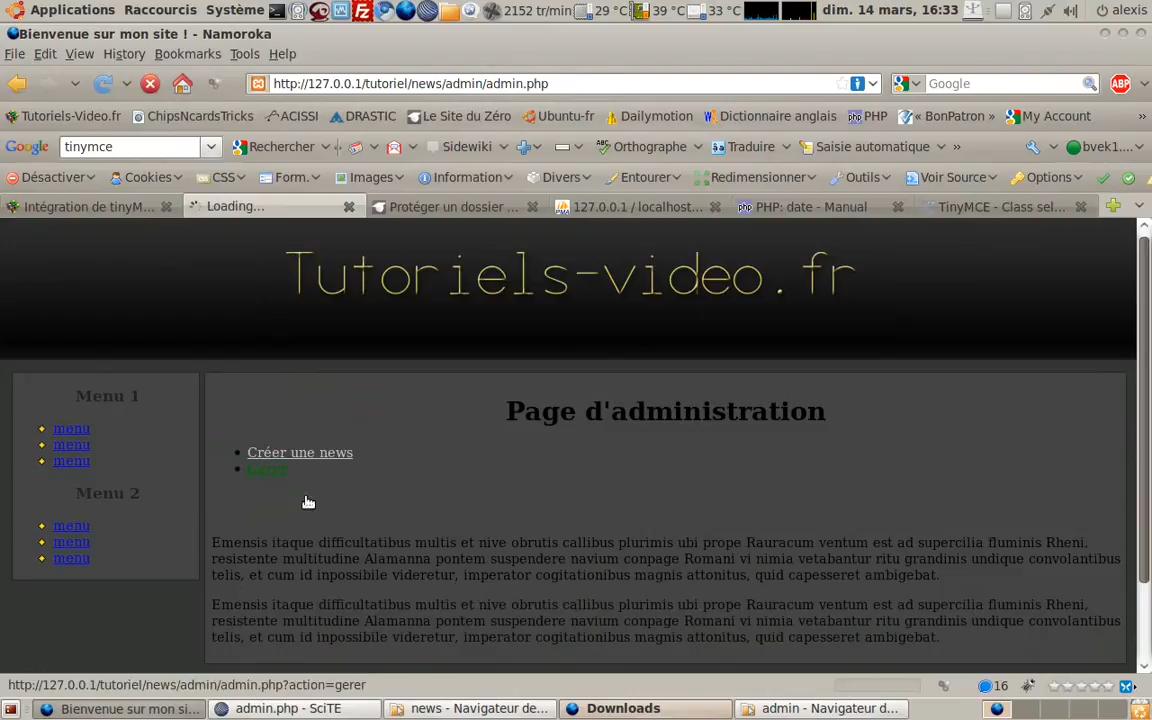 Applications Raccourcis Système 2152 tr/min 29 °C 39 °C 33 °C dim. 14 mars, 16:33 alexis
Bienvenue sur mon site ! - Namoroka
File Edit View History Bookmarks Tools Help
http://127.0.0.1/tutoriel/news/admin/admin.php Google ABP
Tutoriels-Video.fr ChipsNcardsTricks ACISSI DRASTIC Le Site du Zéro Ubuntu-fr Dailymotion Dictionnaire anglais PHP « BonPatron » My Account »
Google tinymce Rechercher Sidewiki Orthographe Traduire Saisie automatique » bvek1....
Désactiver Cookies CSS Form. Images Information Divers Entourer Redimensionner Outils Voir Source Options
Intégration de tinyM... Loading... Protéger un dossier ... 127.0.0.1 / localhost... PHP: date - Manual TinyMCE - Class sel...
Tutoriels-video.fr
Menu 1
menu
menu
menu
Menu 2
menu
menu
menu
Page d'administration
Créer une news
Emensis itaque difficultatibus multis et nive obrutis callibus plurimis ubi prope Rauracum ventum est ad supercilia fluminis Rheni,
resistente multitudine Alamanna pontem suspendere navium conpage Romani vi nimia vetabantur ritu grandinis undique convolantibus
telis, et cum id inpossibile videretur, imperator cogitationibus magnis attonitus, quid capesseret ambigebat.
Emensis itaque difficultatibus multis et nive obrutis callibus plurimis ubi prope Rauracum ventum est ad supercilia fluminis Rheni,
resistente multitudine Alamanna pontem suspendere navium conpage Romani vi nimia vetabantur ritu grandinis undique convolantibus
telis, et cum id inpossibile videretur, imperator cogitationibus magnis attonitus, quid capesseret ambigebat.
http://127.0.0.1/tutoriel/news/admin/admin.php?action=gerer 16
Bienvenue sur mon si... admin.php - SciTE news - Navigateur de... Downloads admin - Navigateur d...